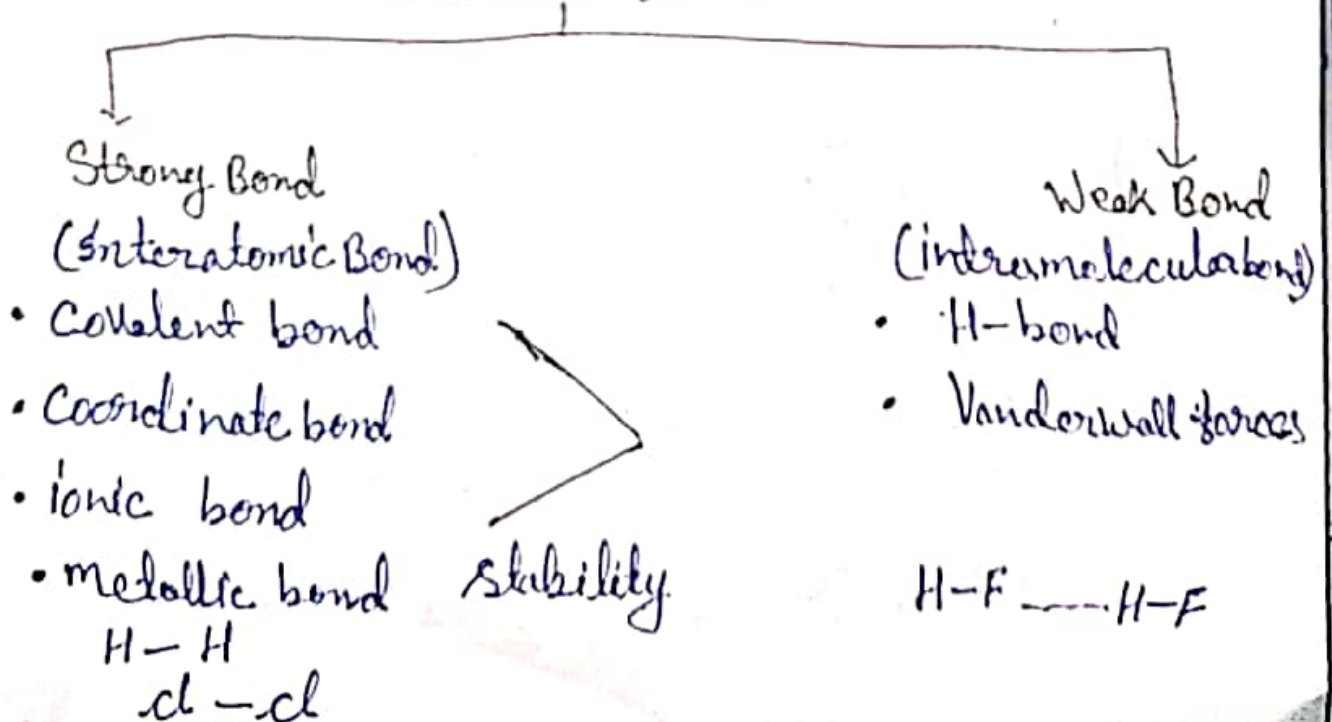 Strong Bond
(Interatomic Bond)
• Covalent bond
• Coordinate bond
• ionic bond
• metallic bond
H – H
cl – cl
stability
Weak Bond
(intermolecular bond)
• H–bond
• Vanderwall forces
H–F ------ H–F